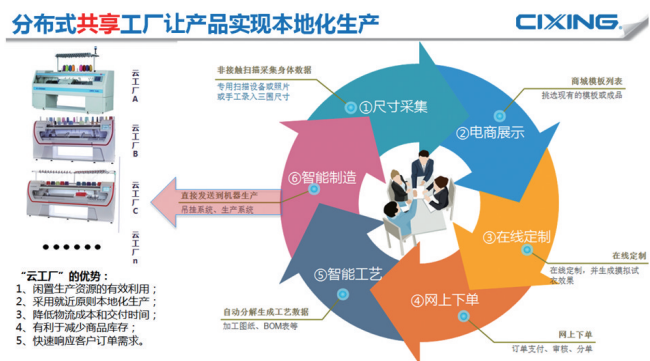 分布式共享工厂让产品实现本地化生产
CIXING
云工厂A
云工厂B
云工厂C
云工厂n
······
“云工厂”的优势：
1、闲置生产资源的有效利用；
2、采用就近原则本地化生产；
3、降低物流成本和交付时间；
4、有利于减少商品库存；
5、快速响应客户订单需求。
非接触扫描采集身体数据
专用扫描设备或照片
或手工录入三围尺寸
①尺寸采集
商城模板列表
挑选现有的模板或成品
②电商展示
③在线定制
在线定制
在线定制，并生成模拟试
衣效果
④网上下单
网上下单
订单支付、审核、分单
⑤智能工艺
自动分解生成工艺数据
加工图纸、BOM表等
⑥智能制造
直接发送到机器生产
吊挂系统、生产系统